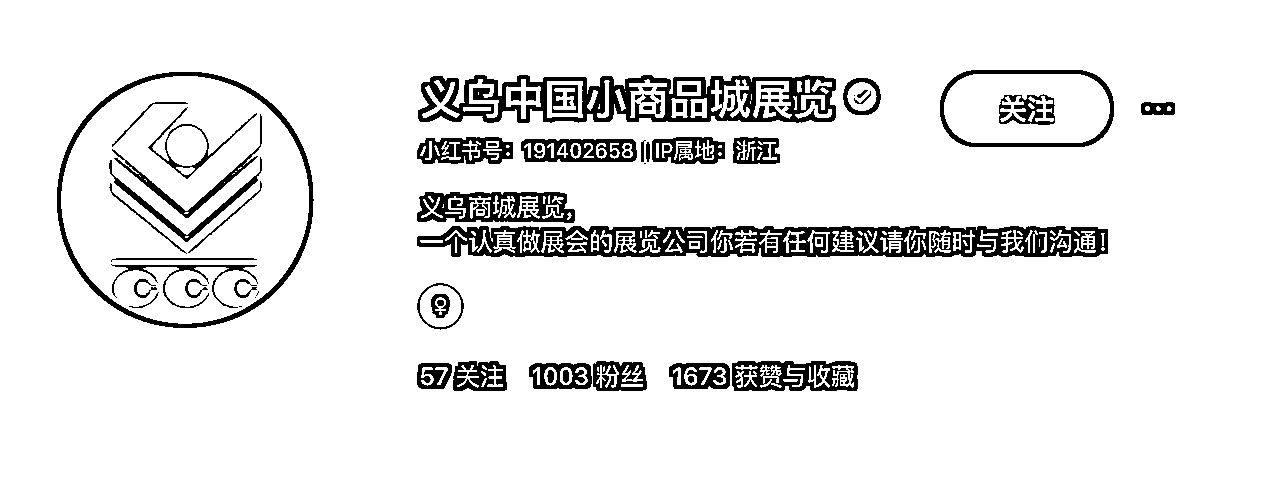 义乌中国小商品城展览
关注
小红书号：191402658 | IP属地：浙江
义乌商城展览，
一个认真做展会的展览公司你若有任何建议请你随时与我们沟通！
57 关注 1003 粉丝 1673 获赞与收藏
CCC